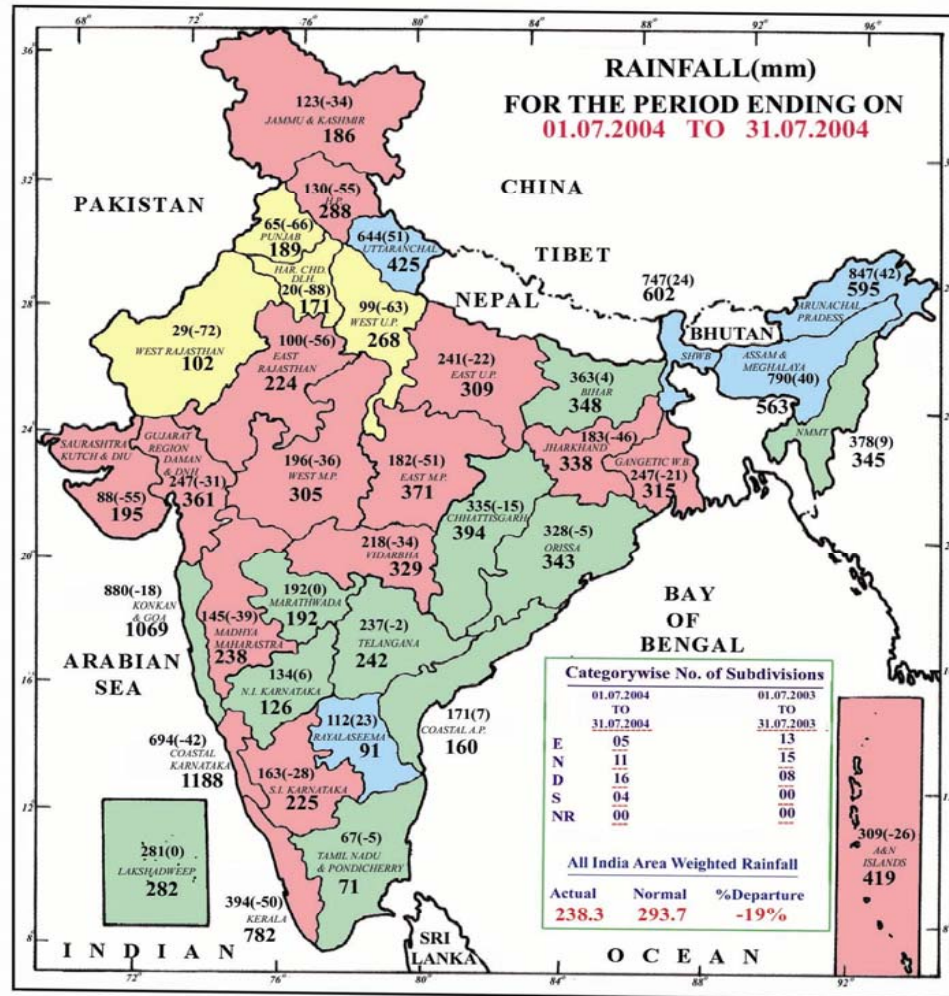 68° 72° 76° 80° 84° 88° 92° 96°
36°
32°
28°
24°
20°
16°
12°
8°
RAINFALL(mm)
FOR THE PERIOD ENDING ON
01.07.2004 TO 31.07.2004
123(-34)
JAMMU & KASHMIR
186
130(-55)
H.P.
288
PAKISTAN
CHINA
TIBET
NEPAL
BHUTAN
65(-66)
PUNJAB
189
644(51)
UTTARANCHAL
425
HAR. CHD.
DLH.
20(-88)
171
99(-63)
WEST U.P.
268
29(-72)
WEST RAJASTHAN
102
100(-56)
EAST
RAJASTHAN
224
241(-22)
EAST U.P.
309
363(4)
BIHAR
348
747(24)
602
SHWB
847(42)
595
ARUNACHAL
PRADESS
ASSAM &
MEGHALAYA
790(40)
563
NMMT
378(9)
345
SAURASHTRA
KUTCH & DIU
88(-55)
195
GUJARAT
REGION
DAMAN
& DNH
247(-31)
361
196(-36)
WEST M.P.
305
182(-51)
EAST M.P.
371
183(-46)
JHARKHAND
338
GANGETIC W.B.
247(-21)
315
335(-15)
CHHATTISGARH
394
328(-5)
ORISSA
343
218(-34)
VIDARBHA
329
880(-18)
KONKAN
& GOA
1069
145(-39)
MADHYA
MAHARASTRA
238
192(0)
MARATHWADA
192
237(-2)
TELANGANA
242
BAY
OF
BENGAL
ARABIAN
SEA
134(6)
N.I. KARNATAKA
126
112(23)
RAYALASEEMA
91
171(7)
COASTAL A.P.
160
694(-42)
COASTAL
KARNATAKA
1188
163(-28)
S.I. KARNATAKA
225
67(-5)
TAMIL NADU
& PONDICHERRY
71
281(0)
LAKSHADWEEP
282
394(-50)
KERALA
782
309(-26)
A&N
ISLANDS
419
Categorywise No. of Subdivisions
01.07.2004 01.07.2003
TO TO
31.07.2004 31.07.2003
E 05 13
N 11 15
D 16 08
S 04 00
NR 00 00
All India Area Weighted Rainfall
Actual Normal %Departure
238.3 293.7 -19%
INDIAN OCEAN
SRI
LANKA
72° 76° 80° 84° 88° 92°